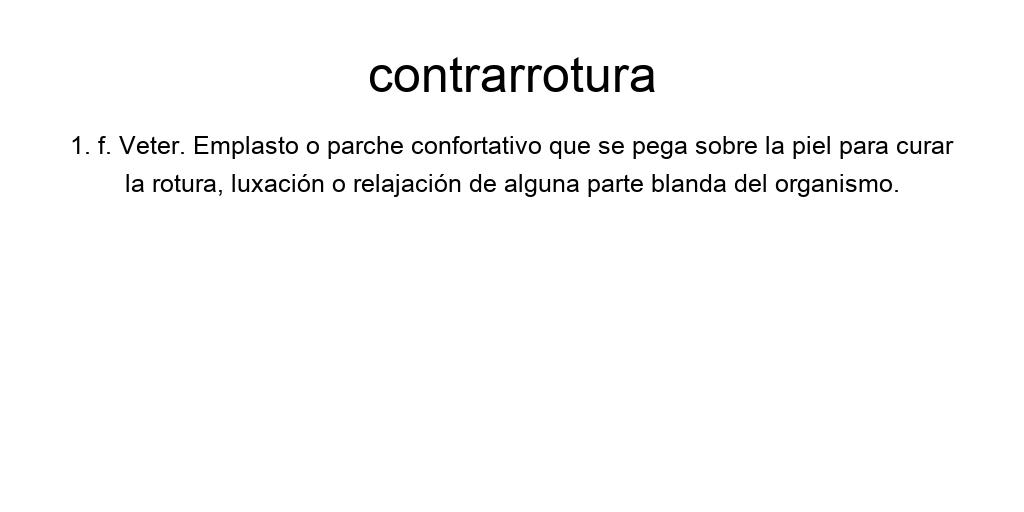 contrarrotura
1. f. Veter. Emplasto o parche confortativo que se pega sobre la piel para curar
la rotura, luxación o relajación de alguna parte blanda del organismo.